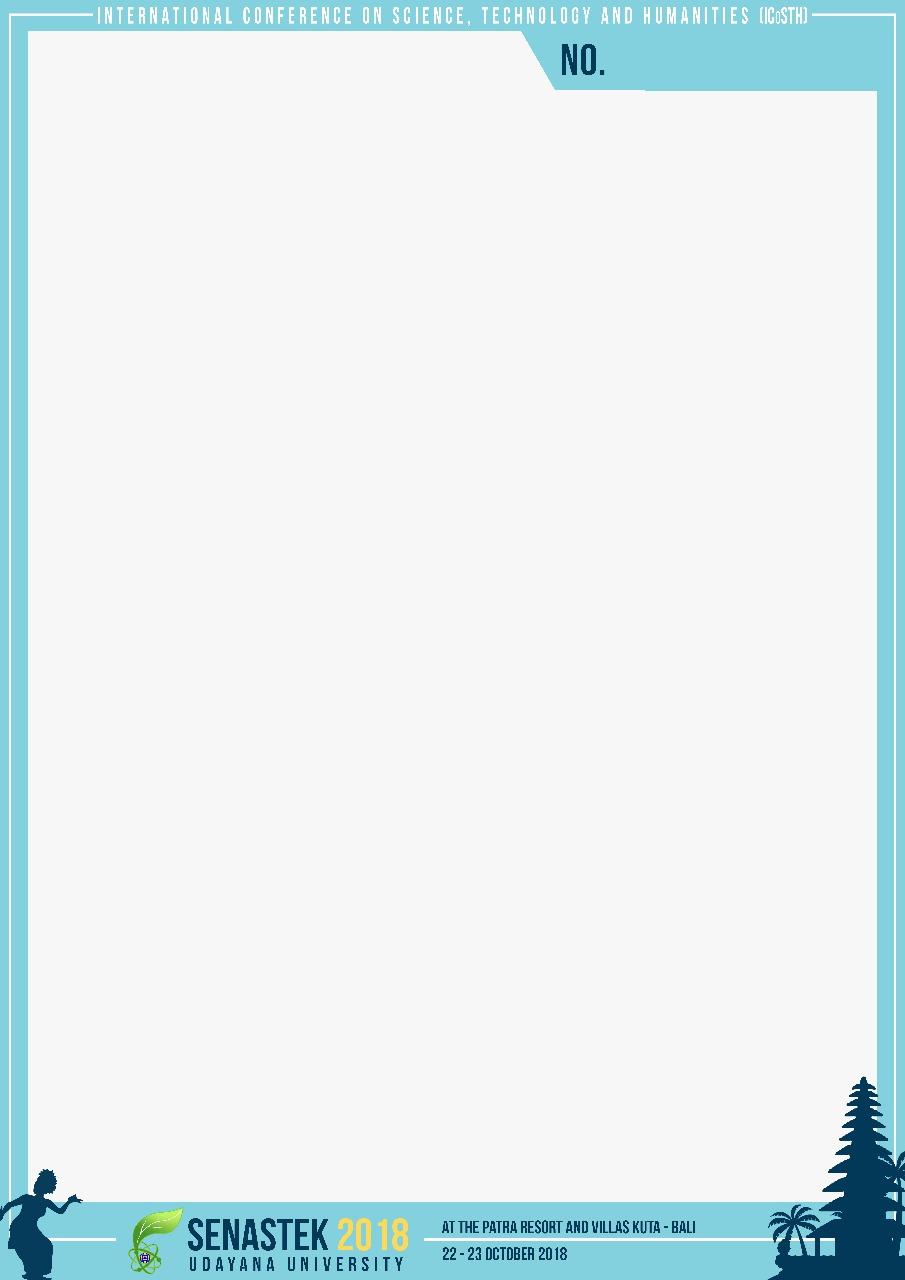 INTERNATIONAL CONFERENCE ON SCIENCE, TECHNOLOGY AND HUMANITIES (ICoSTH)
NO.
SENASTEK 2018
UDAYANA UNIVERSITY
AT THE PATRA RESORT AND VILLAS KUTA - BALI
22 - 23 OCTOBER 2018